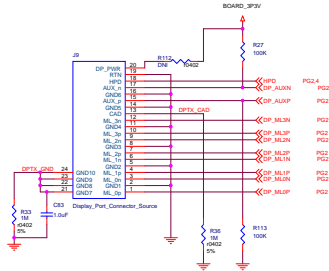 BOARD_3P3V
J9
R112
DNI
r0402
R27
100K
DP_PWR 20
RTN 19
HPD 18
AUX_n 17
GND6 16
AUX_p 15
GND5 14
CAD 13
ML_3n 12
GND4 11
ML_3p 10
ML_2n 9
GND3 8
ML_2p 7
ML_1n 6
GND2 5
ML_1p 4
ML_0n 3
GND1 2
ML_0p 1
24 GND10
23 GND9
22 GND8
21 GND7
Display_Port_Connector_Source
HPD PG2,4
DP_AUXN PG2
DP_AUXP PG2
DPTX_CAD
DP_ML3N PG2
DP_ML3P PG2
DP_ML2N PG2
DP_ML2P PG2
DP_ML1N PG2
DP_ML1P PG2
DP_ML0N PG2
DP_ML0P PG2
DPTX_GND
R33
1M
r0402
5%
C83
1.0uF
R36
1M
r0402
5%
R113
100K